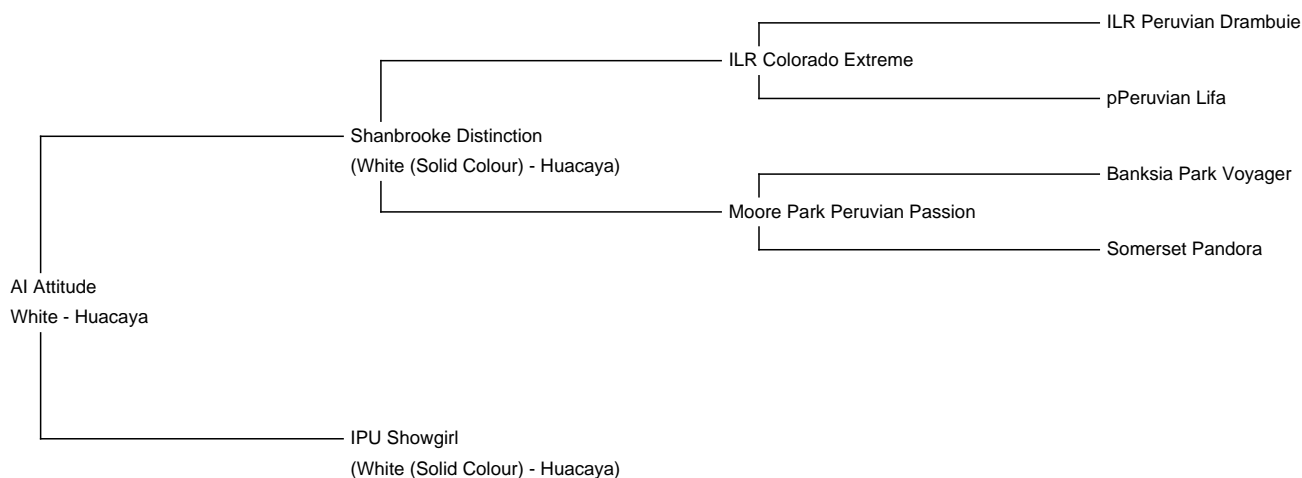 ILR Peruvian Drambuie
ILR Colorado Extreme
pPeruvian Lifa
Shanbrooke Distinction
(White (Solid Colour) - Huacaya)
Banksia Park Voyager
Moore Park Peruvian Passion
Somerset Pandora
AI Attitude
White - Huacaya
IPU Showgirl
(White (Solid Colour) - Huacaya)